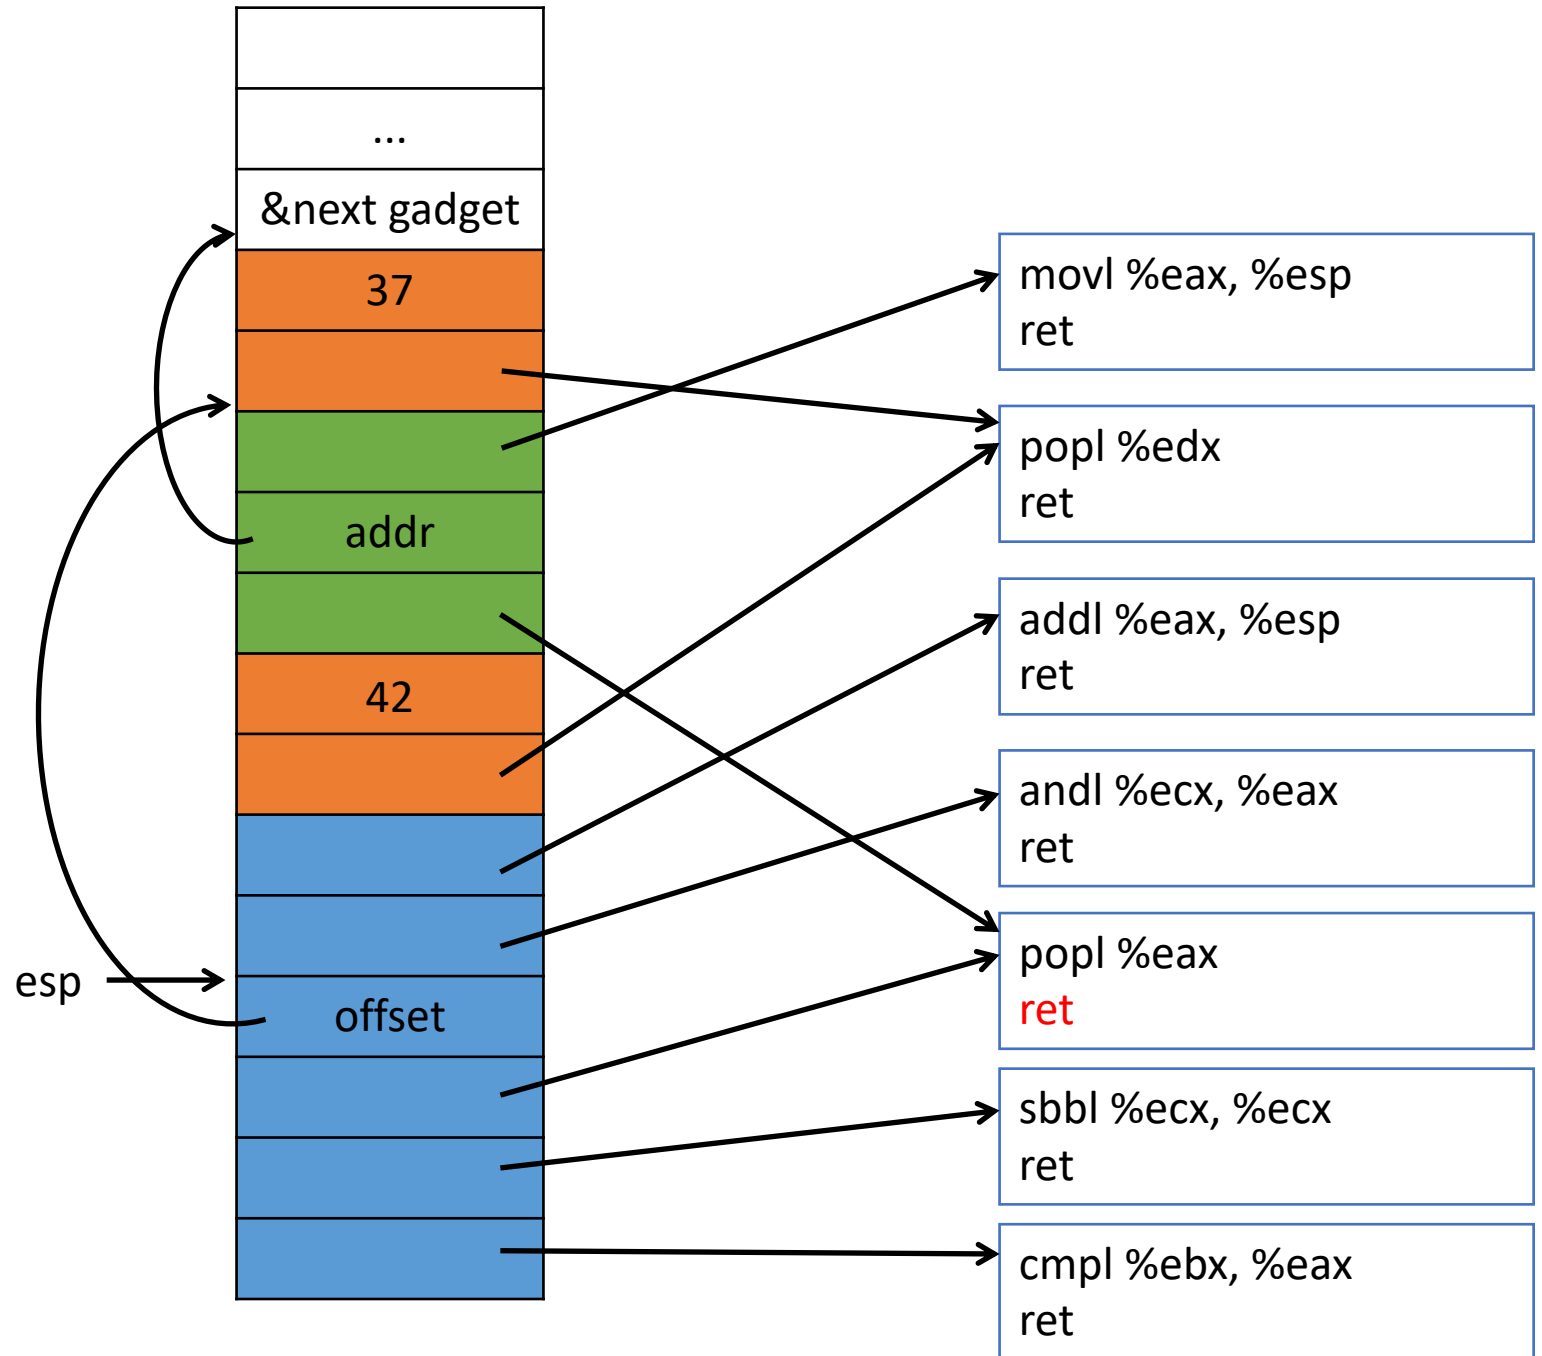 ...
&next gadget
37
addr
42
esp
offset
movl %eax, %esp
ret
popl %edx
ret
addl %eax, %esp
ret
andl %ecx, %eax
ret
popl %eax
ret
sbbl %ecx, %ecx
ret
cmpl %ebx, %eax
ret